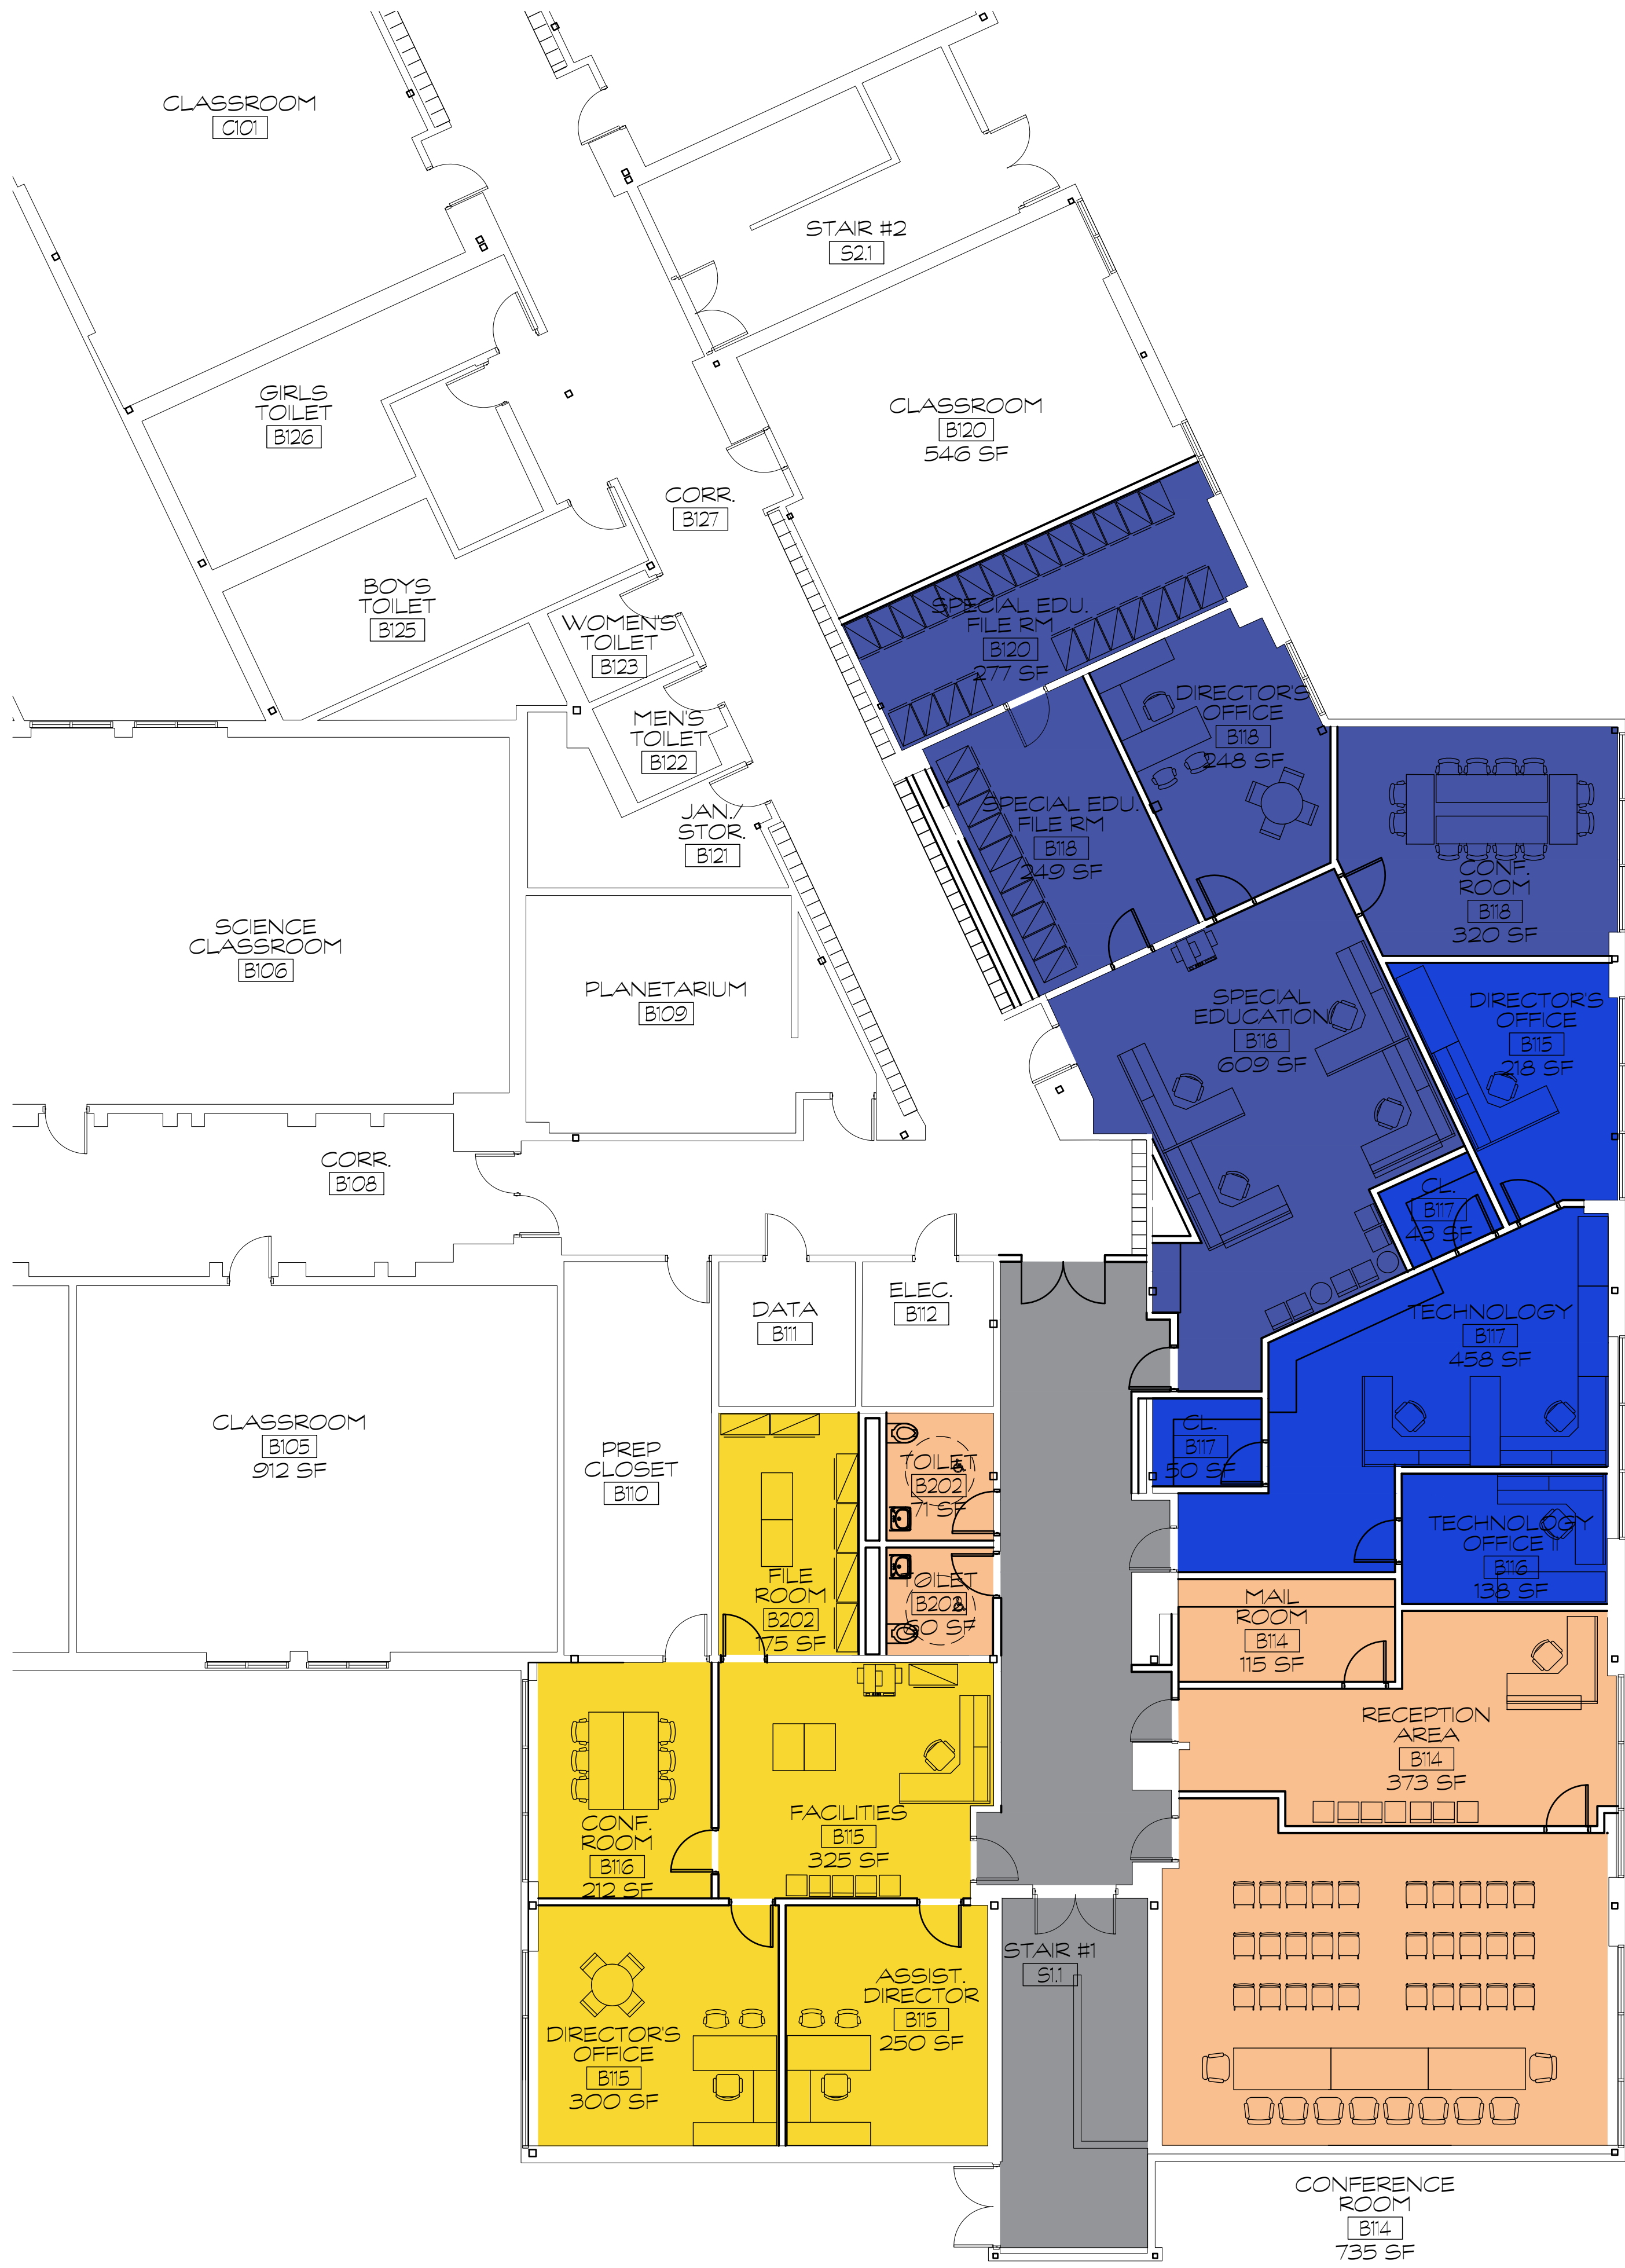 CLASSROOM
C101
STAIR #2
S2.1
GIRLS
TOILET
B126
CLASSROOM
B120
546 SF
CORR.
B127
BOYS
TOILET
B125
WOMEN'S
TOILET
B123
SPECIAL EDU.
FILE RM
B120
277 SF
MEN'S
TOILET
B122
DIRECTOR'S
OFFICE
B118
248 SF
JAN./
STOR.
B121
SPECIAL EDU.
FILE RM
B118
249 SF
CONF.
ROOM
B118
320 SF
SCIENCE
CLASSROOM
B106
PLANETARIUM
B109
SPECIAL
EDUCATION
B118
609 SF
DIRECTOR'S
OFFICE
B115
218 SF
CORR.
B108
CL.
B117
43 SF
DATA
B111
ELEC.
B112
TECHNOLOGY
B117
458 SF
CLASSROOM
B105
912 SF
PREP
CLOSET
B110
CL.
B117
50 SF
TOILET
B202
71 SF
TECHNOLOGY
OFFICE II
B116
138 SF
FILE
ROOM
B202
175 SF
TOILET
B203
60 SF
MAIL
ROOM
B114
115 SF
RECEPTION
AREA
B114
373 SF
CONF.
ROOM
B116
212 SF
FACILITIES
B115
325 SF
STAIR #1
S1.1
ASSIST.
DIRECTOR
B115
250 SF
DIRECTOR'S
OFFICE
B115
300 SF
CONFERENCE
ROOM
B114
735 SF